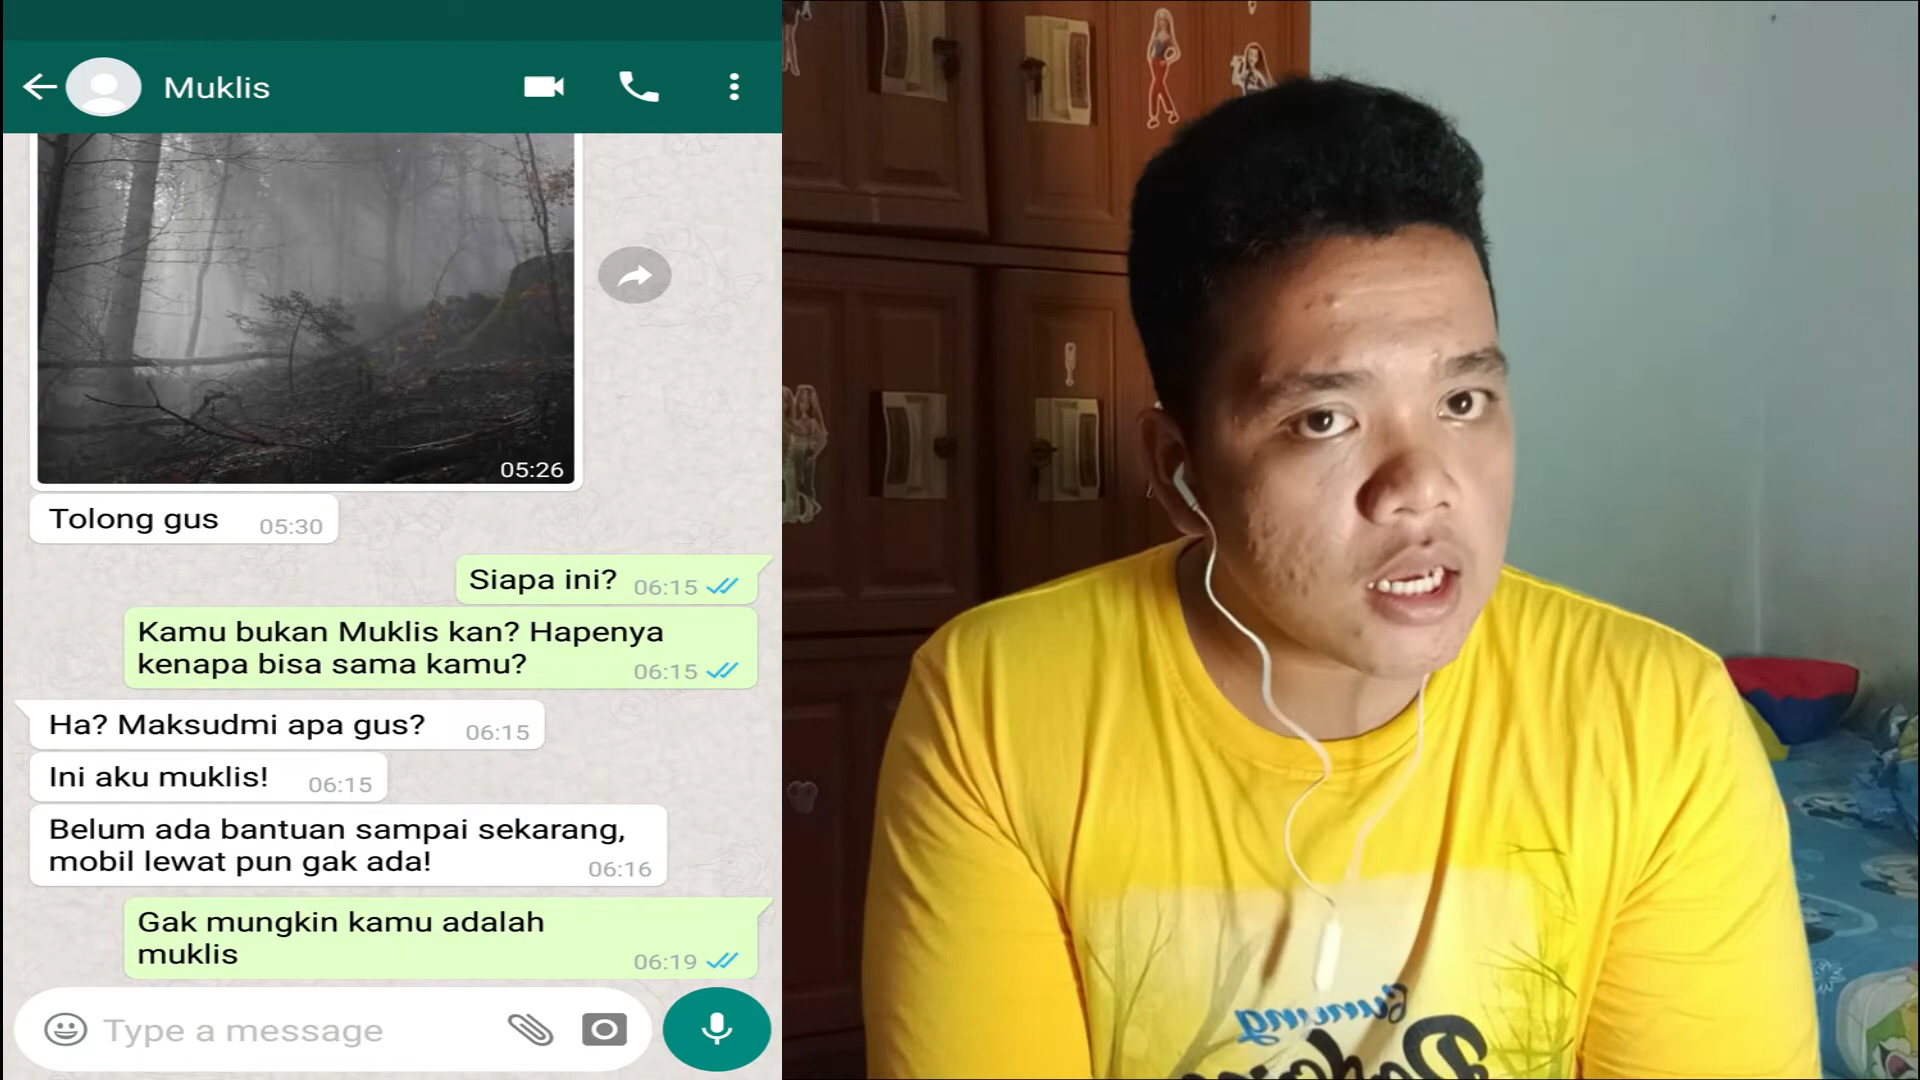 Muklis
05:26
Tolong gus 05:30
Siapa ini? 06:15
Kamu bukan Muklis kan? Hapenya
kenapa bisa sama kamu? 06:15
Ha? Maksudmi apa gus? 06:15
Ini aku muklis! 06:15
Belum ada bantuan sampai sekarang,
mobil lewat pun gak ada! 06:16
Gak mungkin kamu adalah
muklis 06:19
Type a message